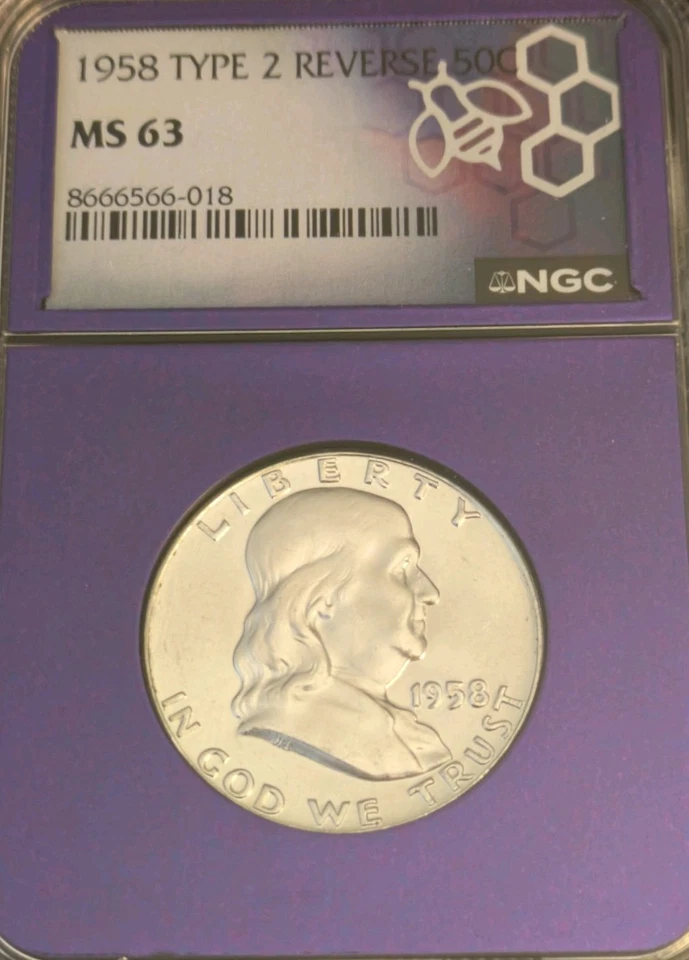 1958 TYPE 2 REVERSE 50C
MS 63
8666566-018
NGC
LIBERTY
1958
IN GOD WE TRUST